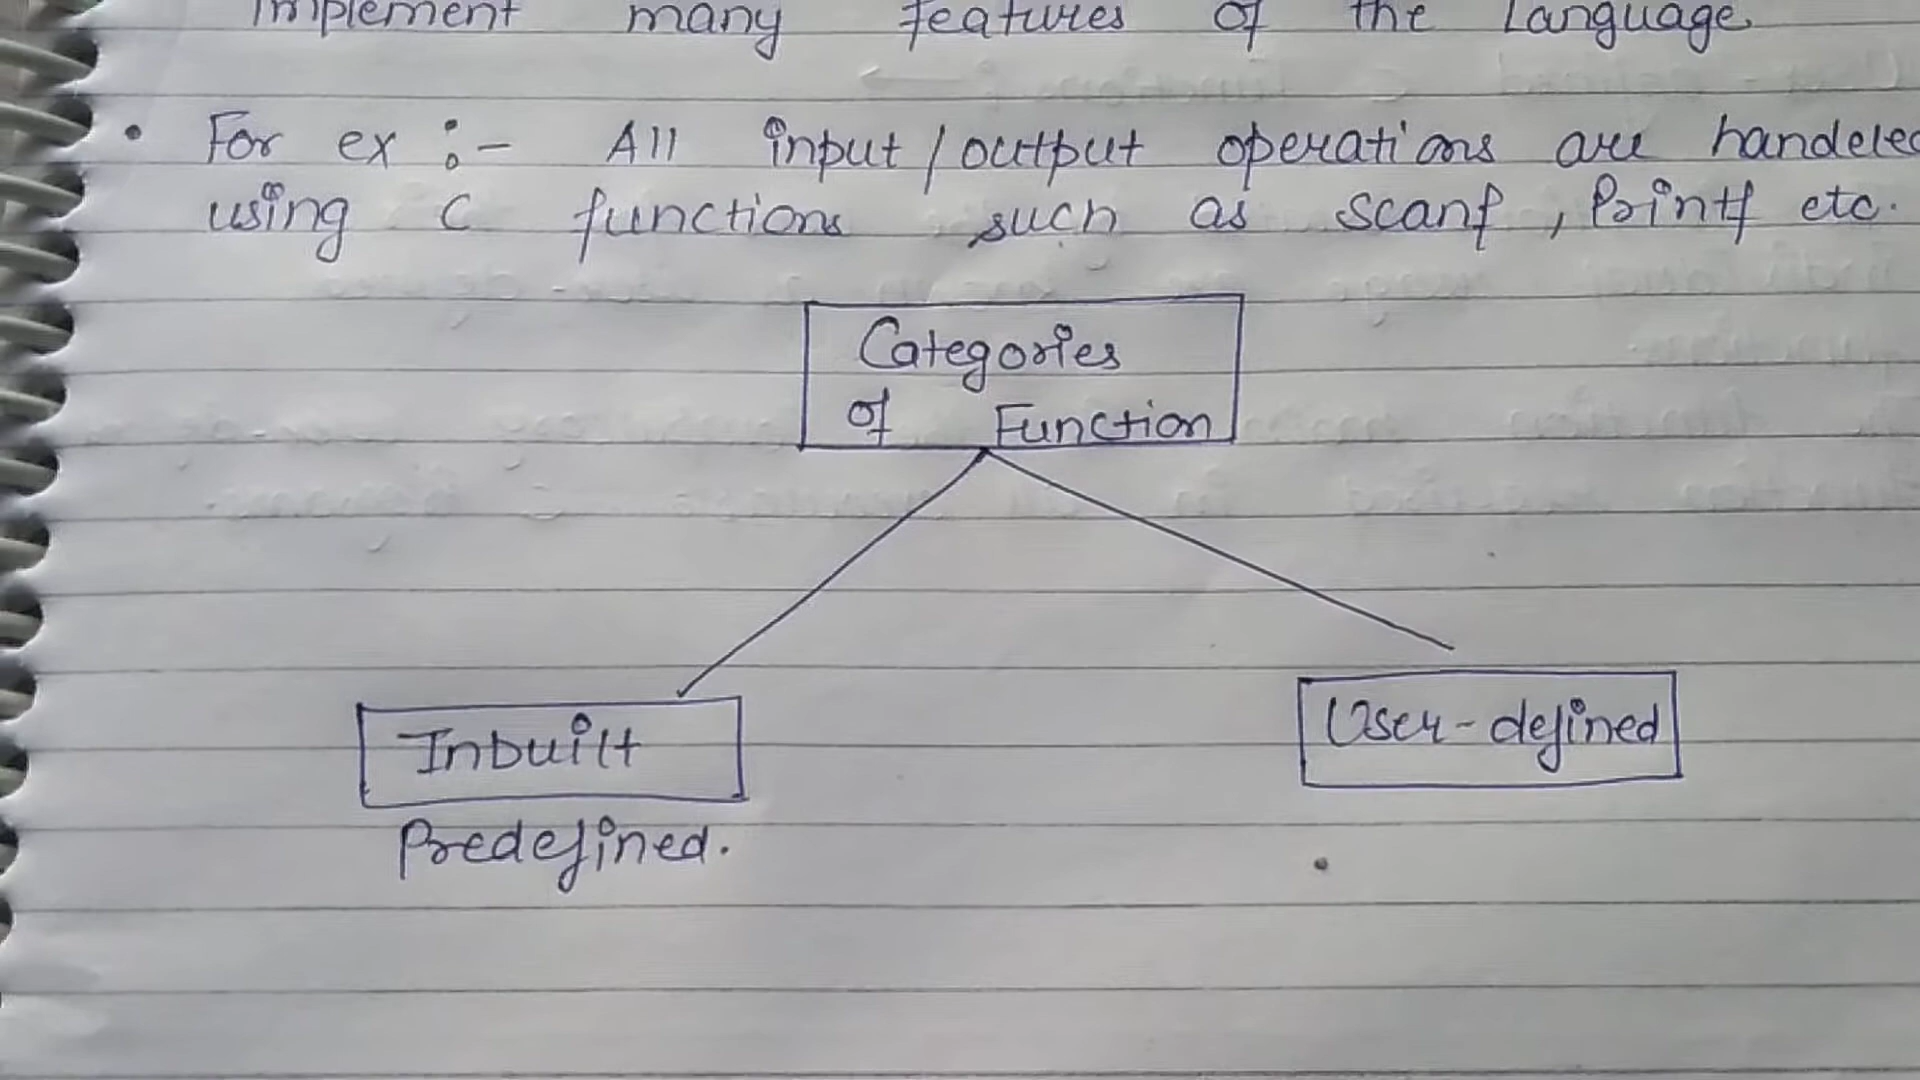 implement many features of the Language.
• For ex :- All input / output operations are handeled
using C functions such as scanf , Printf etc.
Categories
of Function
Inbuilt
Predefined.
User-defined